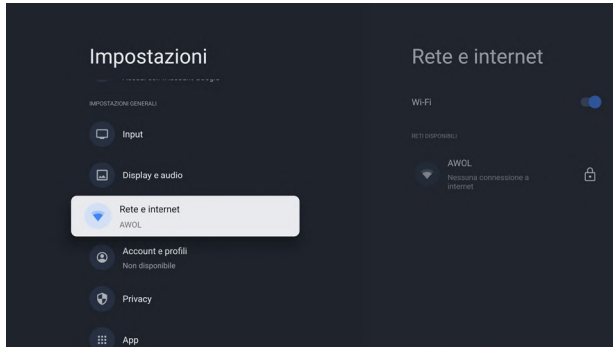 Impostazioni
IMPOSTAZIONI GENERALI
Input
Display e audio
Rete e internet
AWOL
Account e profili
Non disponibile
Privacy
App
Rete e internet
Wi-Fi
RETI DISPONIBILI
AWOL
Nessuna connessione a
internet